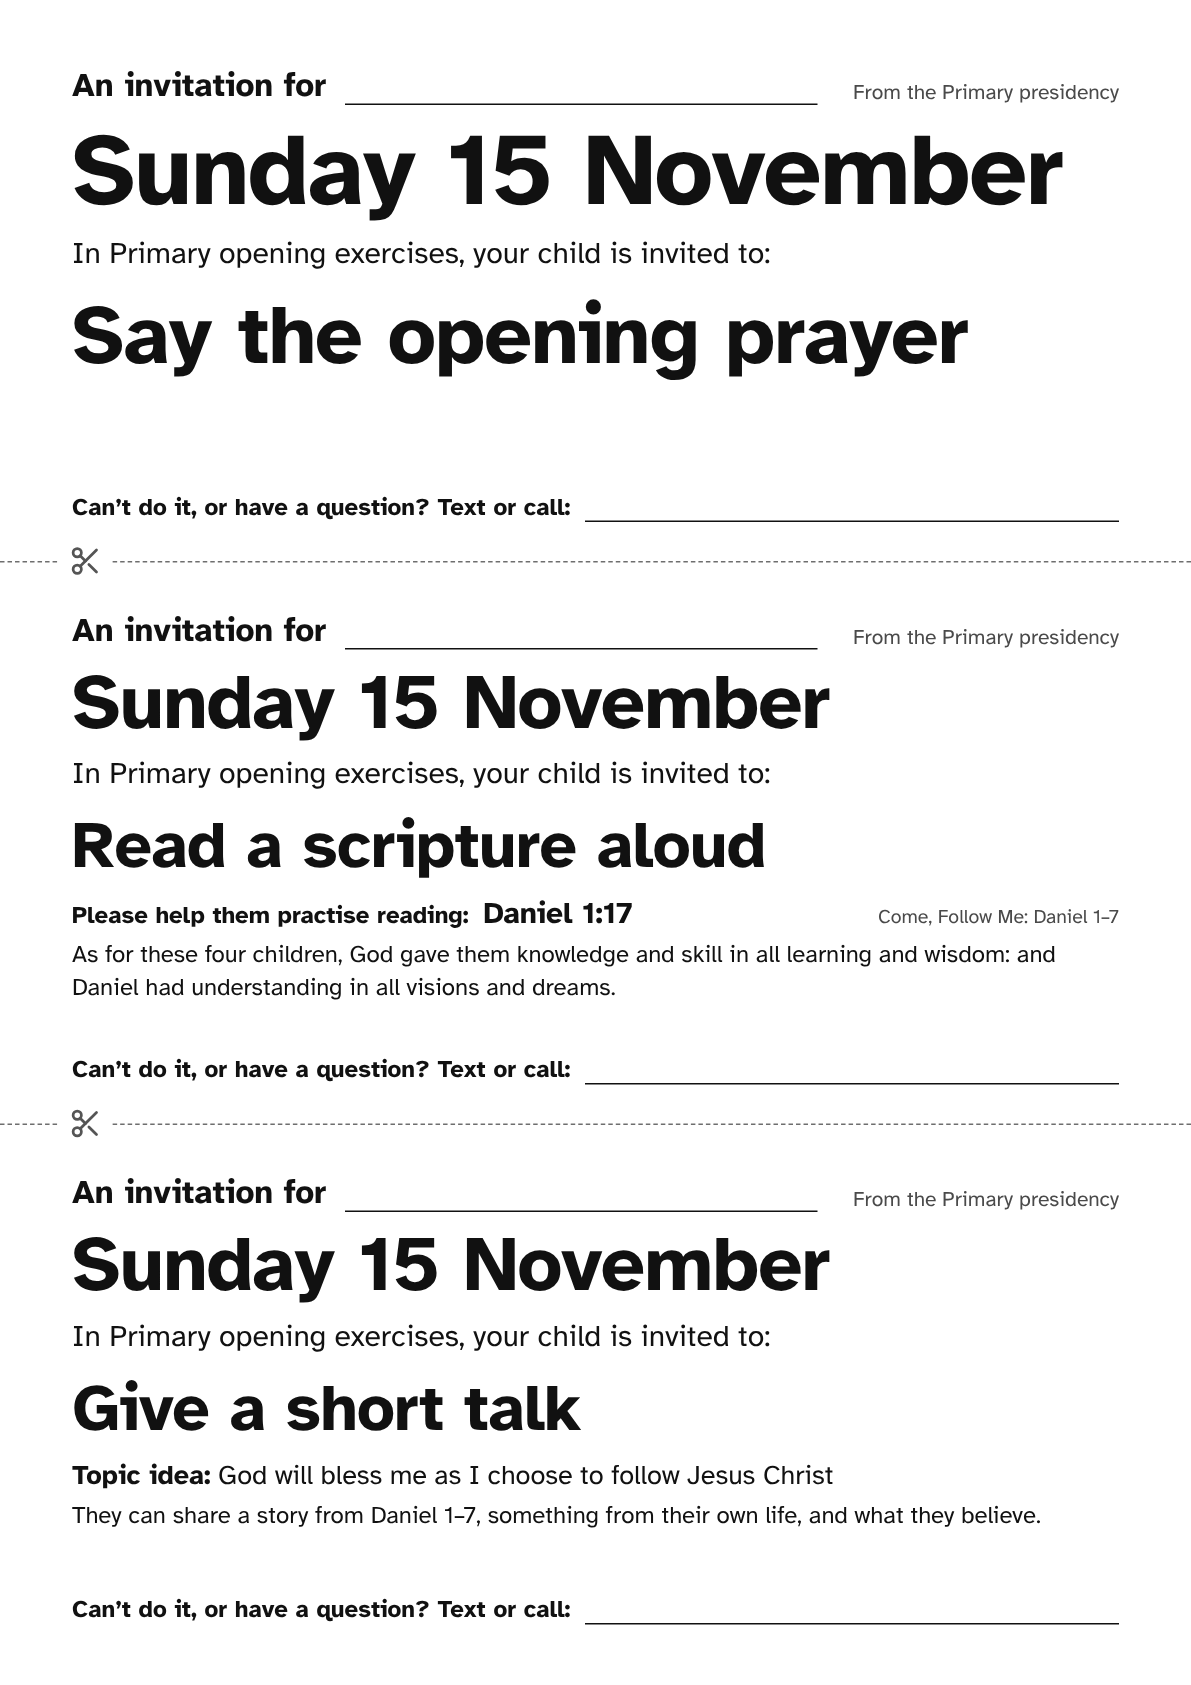 An invitation for
From the Primary presidency
Sunday 15 November
In Primary opening exercises, your child is invited to:
Say the opening prayer
Can’t do it, or have a question? Text or call:
An invitation for
From the Primary presidency
Sunday 15 November
In Primary opening exercises, your child is invited to:
Read a scripture aloud
Please help them practise reading: Daniel 1:17
Come, Follow Me: Daniel 1–7
As for these four children, God gave them knowledge and skill in all learning and wisdom: and
Daniel had understanding in all visions and dreams.
Can’t do it, or have a question? Text or call:
An invitation for
From the Primary presidency
Sunday 15 November
In Primary opening exercises, your child is invited to:
Give a short talk
Topic idea: God will bless me as I choose to follow Jesus Christ
They can share a story from Daniel 1–7, something from their own life, and what they believe.
Can’t do it, or have a question? Text or call: